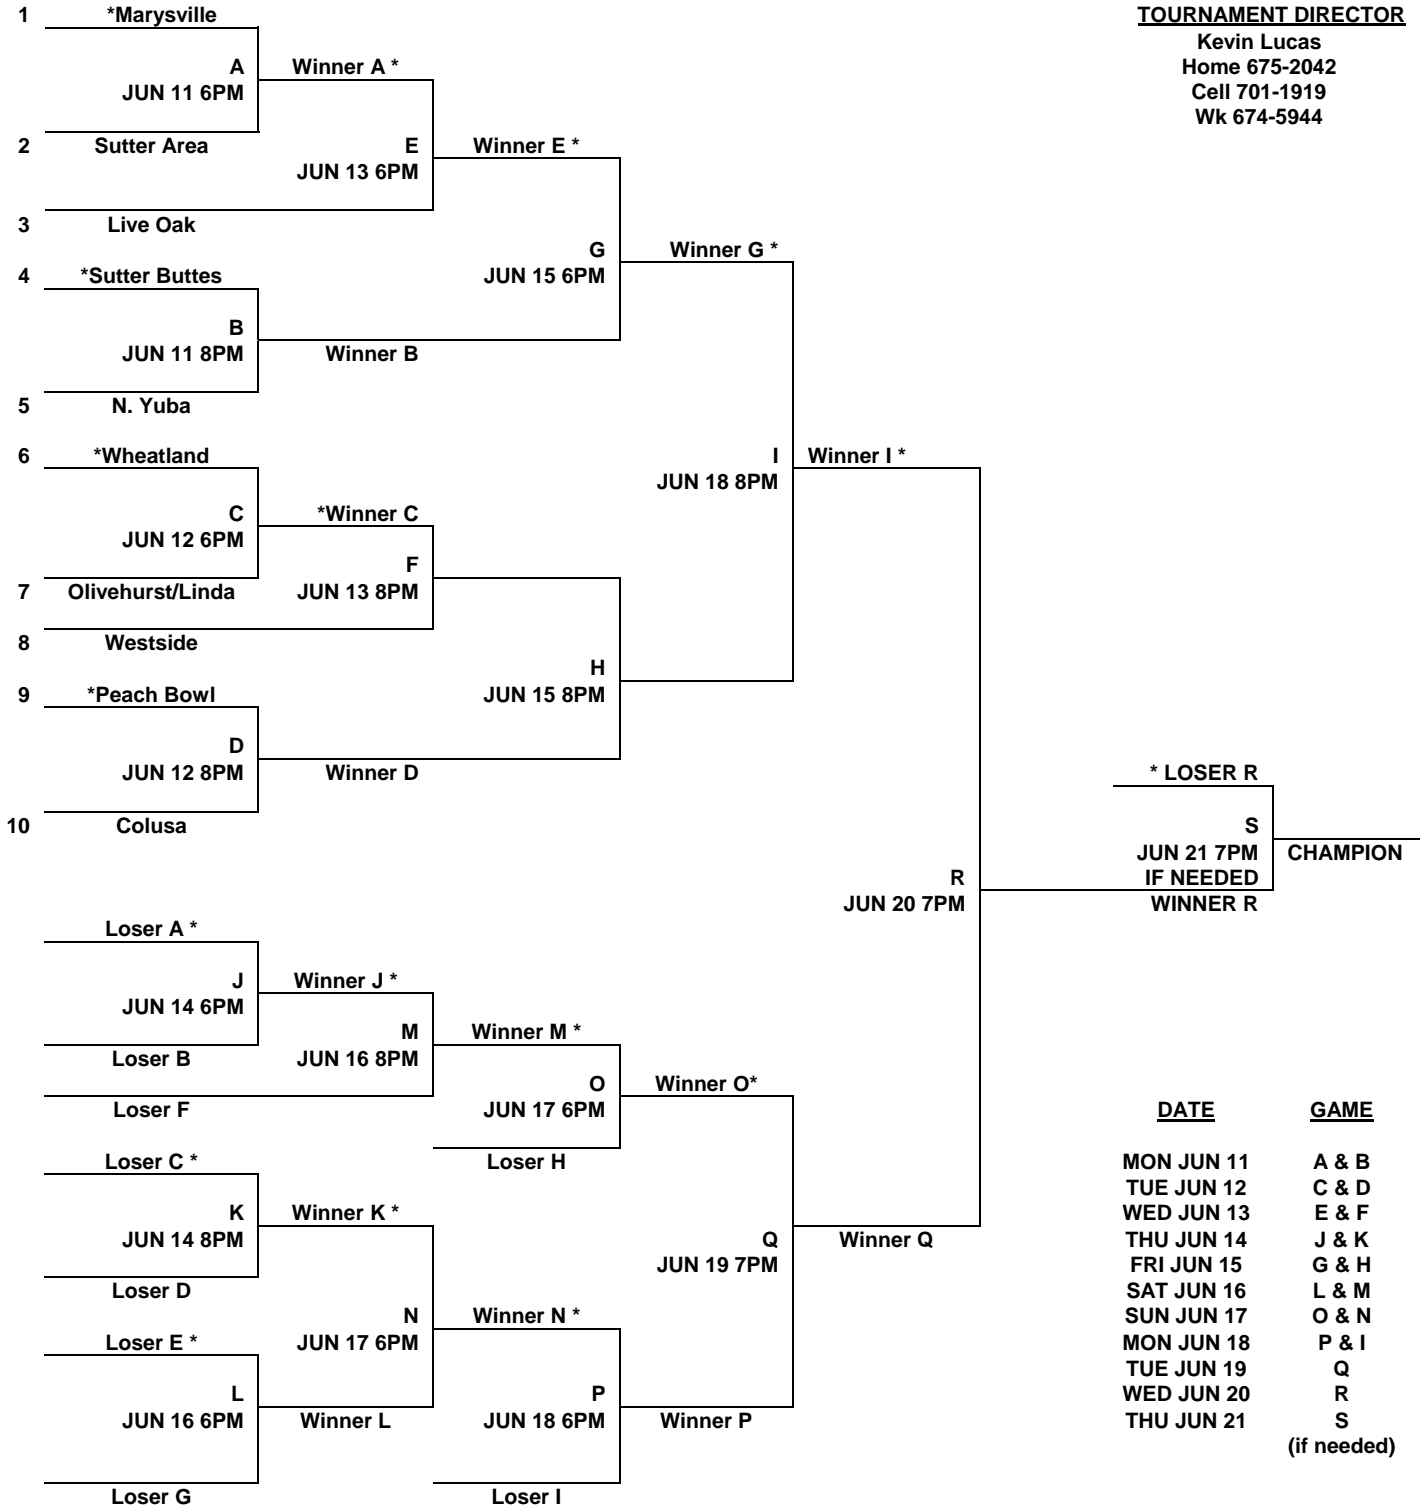 1 *Marysville
TOURNAMENT DIRECTOR
Kevin Lucas
Home 675-2042
Cell 701-1919
Wk 674-5944
A
JUN 11 6PM
Winner A *
2 Sutter Area
E
JUN 13 6PM
Winner E *
3 Live Oak
G
JUN 15 6PM
Winner G *
4 *Sutter Buttes
B
JUN 11 8PM
Winner B
5 N. Yuba
6 *Wheatland
I
JUN 18 8PM
Winner I *
C
JUN 12 6PM
*Winner C
F
JUN 13 8PM
7 Olivehurst/Linda
8 Westside
H
JUN 15 8PM
9 *Peach Bowl
D
JUN 12 8PM
Winner D
10 Colusa
* LOSER R
S
JUN 21 7PM
IF NEEDED
WINNER R
CHAMPION
R
JUN 20 7PM
Loser A *
J
JUN 14 6PM
Winner J *
Loser B
M
JUN 16 8PM
Winner M *
Loser F
O
JUN 17 6PM
Winner O*
Loser H
Loser C *
K
JUN 14 8PM
Winner K *
Loser D
Q
JUN 19 7PM
Winner Q
N
JUN 17 6PM
Winner N *
Loser E *
L
JUN 16 6PM
Winner L
P
JUN 18 6PM
Winner P
Loser G
Loser I
DATE GAME
MON JUN 11 A & B
TUE JUN 12 C & D
WED JUN 13 E & F
THU JUN 14 J & K
FRI JUN 15 G & H
SAT JUN 16 L & M
SUN JUN 17 O & N
MON JUN 18 P & I
TUE JUN 19 Q
WED JUN 20 R
THU JUN 21 S
(if needed)